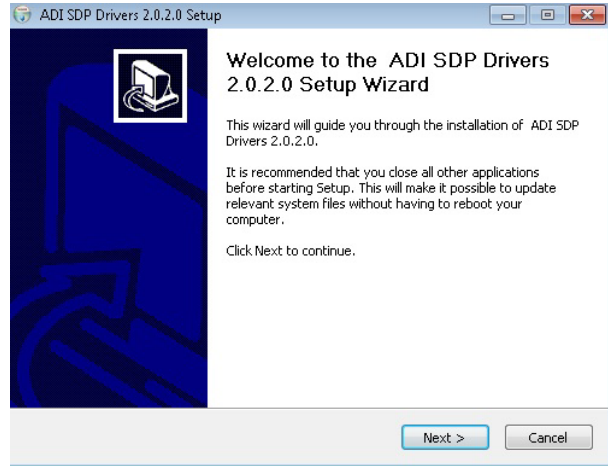 ADI SDP Drivers 2.0.2.0 Setup
Welcome to the ADI SDP Drivers
2.0.2.0 Setup Wizard
This wizard will guide you through the installation of ADI SDP
Drivers 2.0.2.0.
It is recommended that you close all other applications
before starting Setup. This will make it possible to update
relevant system files without having to reboot your
computer.
Click Next to continue.
Next >
Cancel